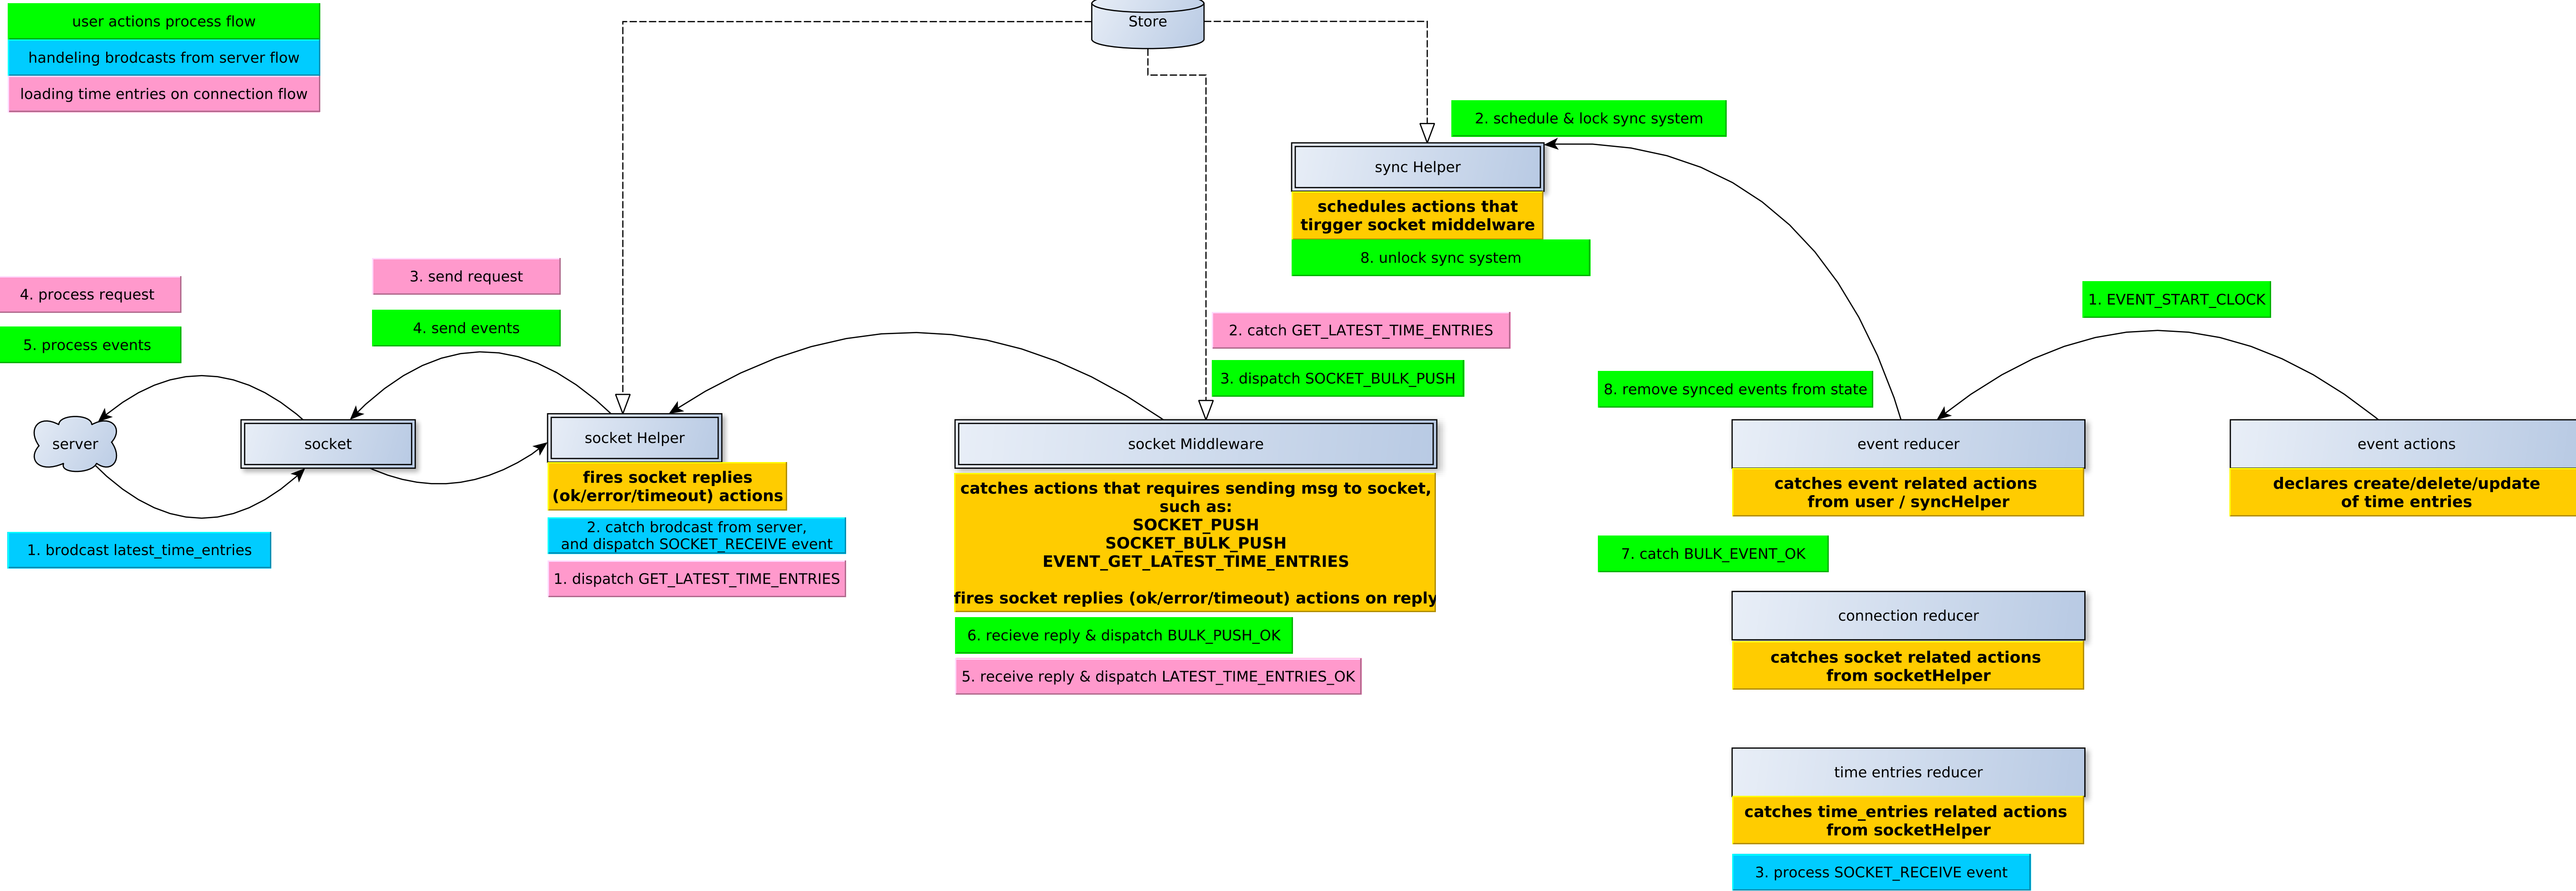 user actions process flow
handeling brodcasts from server flow
loading time entries on connection flow
Store
2. schedule & lock sync system
sync Helper
schedules actions that
tirgger socket middelware
8. unlock sync system
4. process request
5. process events
3. send request
4. send events
2. catch GET_LATEST_TIME_ENTRIES
3. dispatch SOCKET_BULK_PUSH
1. EVENT_START_CLOCK
8. remove synced events from state
server
socket
socket Helper
fires socket replies
(ok/error/timeout) actions
2. catch brodcast from server,
and dispatch SOCKET_RECEIVE event
1. dispatch GET_LATEST_TIME_ENTRIES
1. brodcast latest_time_entries
socket Middleware
catches actions that requires sending msg to socket,
such as:
SOCKET_PUSH
SOCKET_BULK_PUSH
EVENT_GET_LATEST_TIME_ENTRIES
fires socket replies (ok/error/timeout) actions on reply
6. recieve reply & dispatch BULK_PUSH_OK
5. receive reply & dispatch LATEST_TIME_ENTRIES_OK
event reducer
catches event related actions
from user / syncHelper
event actions
declares create/delete/update
of time entries
7. catch BULK_EVENT_OK
connection reducer
catches socket related actions
from socketHelper
time entries reducer
catches time_entries related actions
from socketHelper
3. process SOCKET_RECEIVE event